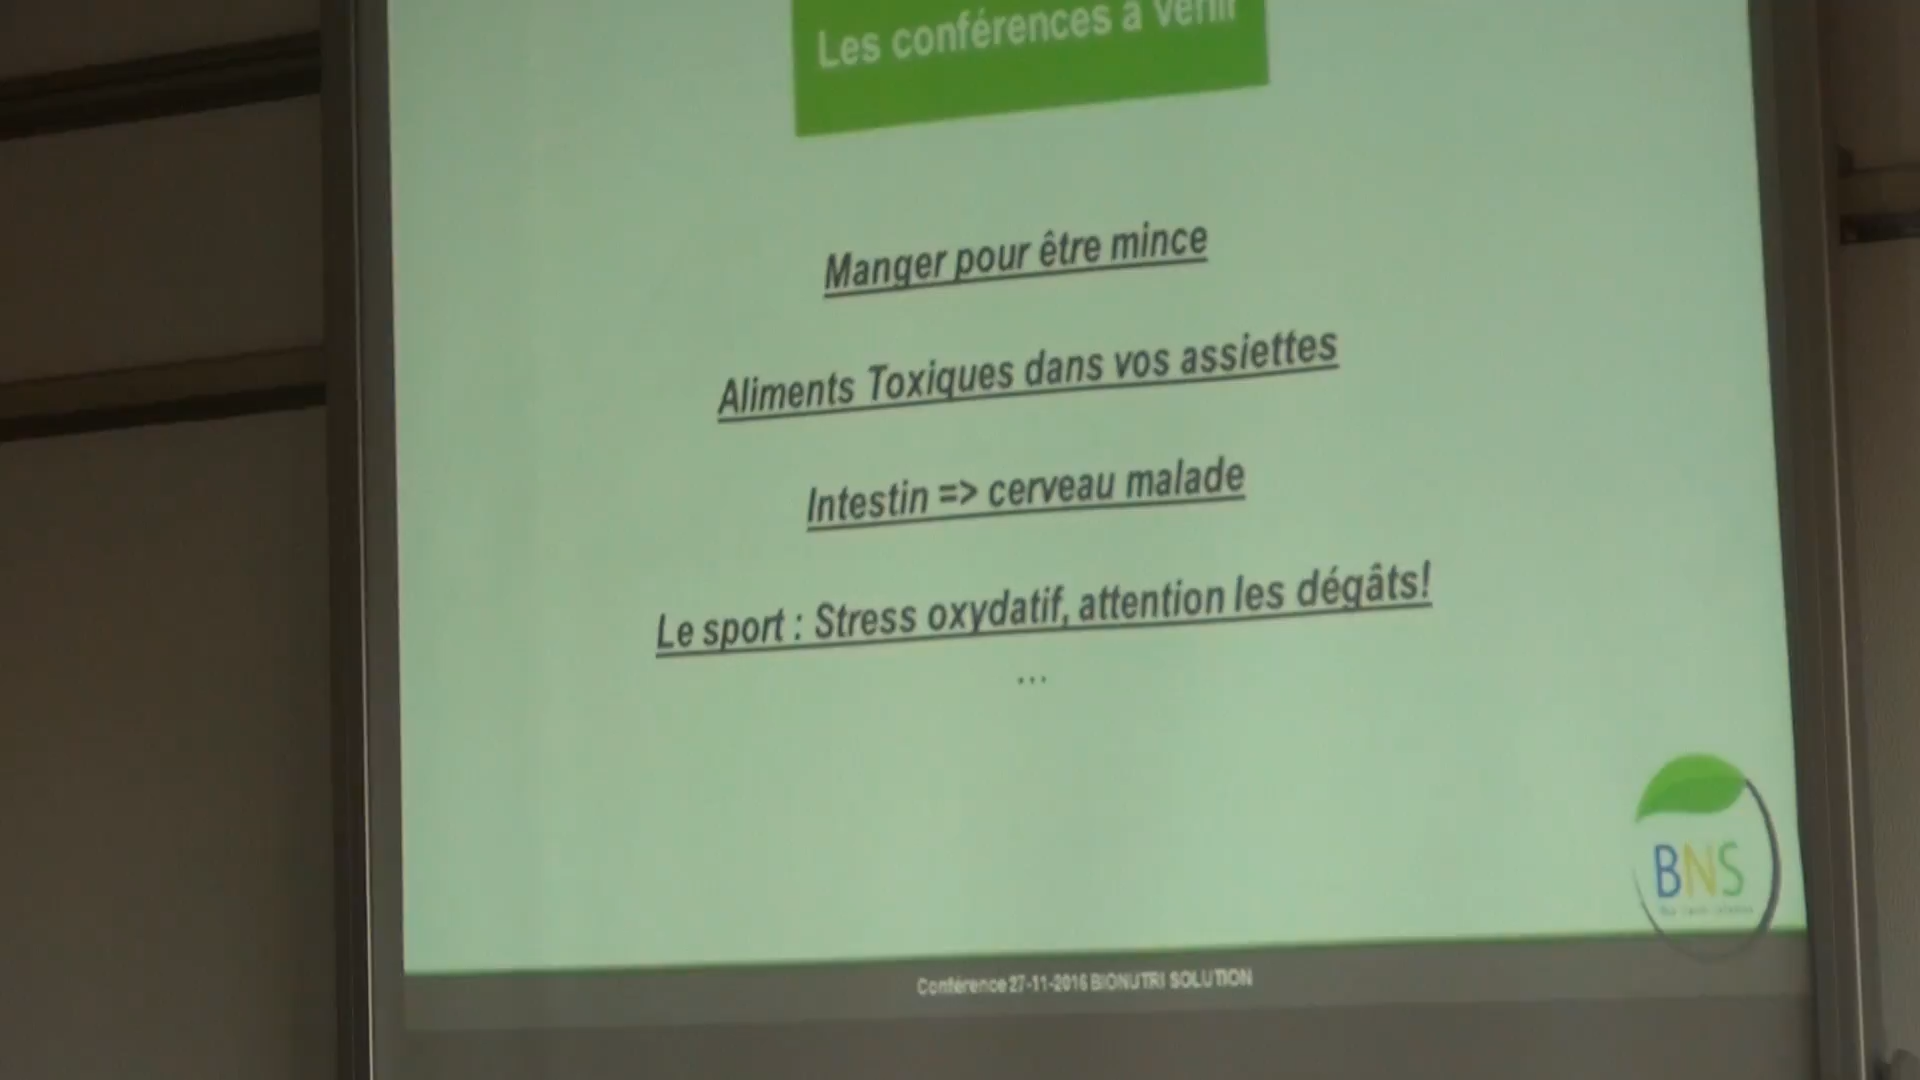 Les conférences à venir
Manger pour être mince
Aliments Toxiques dans vos assiettes
Intestin => cerveau malade
Le sport : Stress oxydatif, attention les dégâts!
...
BNS
Conférence 27-11-2016 BIONUTRI SOLUTION